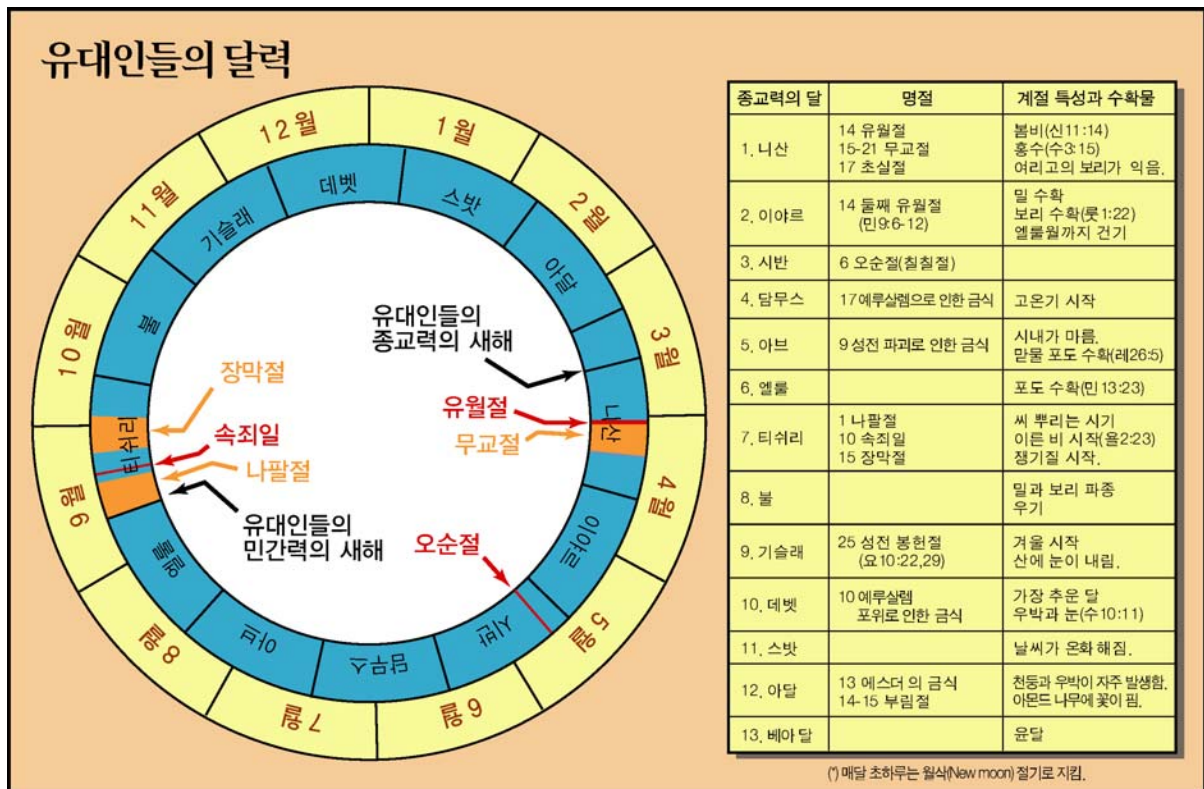 유대인들의 달력
12월
1월
2월
3월
4월
5월
6월
7월
8월
9월
10월
11월
데벳
스밧
아달
니산
이야르
시반
담무스
아브
엘룰
티쉬리
불
기슬래
유대인들의
종교력의 새해
유월절
무교절
장막절
속죄일
나팔절
유대인들의
민간력의 새해
오순절
종교력의 달 명절 계절 특성과 수확물
1. 니산
14 유월절
15-21 무교절
17 초실절
봄비(신11:14)
홍수(수3:15)
여리고의 보리가 익음.
2. 이야르
14 둘째 유월절
(민9:6-12)
밀 수확
보리 수확(룻1:22)
엘룰월까지 건기
3. 시반
6 오순절(칠칠절)
4. 담무스
17 예루살렘으로 인한 금식
고온기 시작
5. 아브
9 성전 파괴로 인한 금식
시내가 마름.
맏물 포도 수확(레26:5)
6. 엘룰
포도 수확(민13:23)
7. 티쉬리
1 나팔절
10 속죄일
15 장막절
씨 뿌리는 시기
이른 비 시작(욜2:23)
쟁기질 시작.
8. 불
밀과 보리 파종
우기
9. 기슬래
25 성전 봉헌절
(요10:22,29)
겨울 시작
산에 눈이 내림.
10. 데벳
10 예루살렘
포위로 인한 금식
가장 추운 달
우박과 눈(수10:11)
11. 스밧
날씨가 온화 해짐.
12. 아달
13 에스더 의 금식
14-15 부림절
천둥과 우박이 자주 발생함.
아몬드 나무에 꽃이 핌.
13. 베아달
윤달
(*) 매달 초하루는 월삭(New moon) 절기로 지킴.